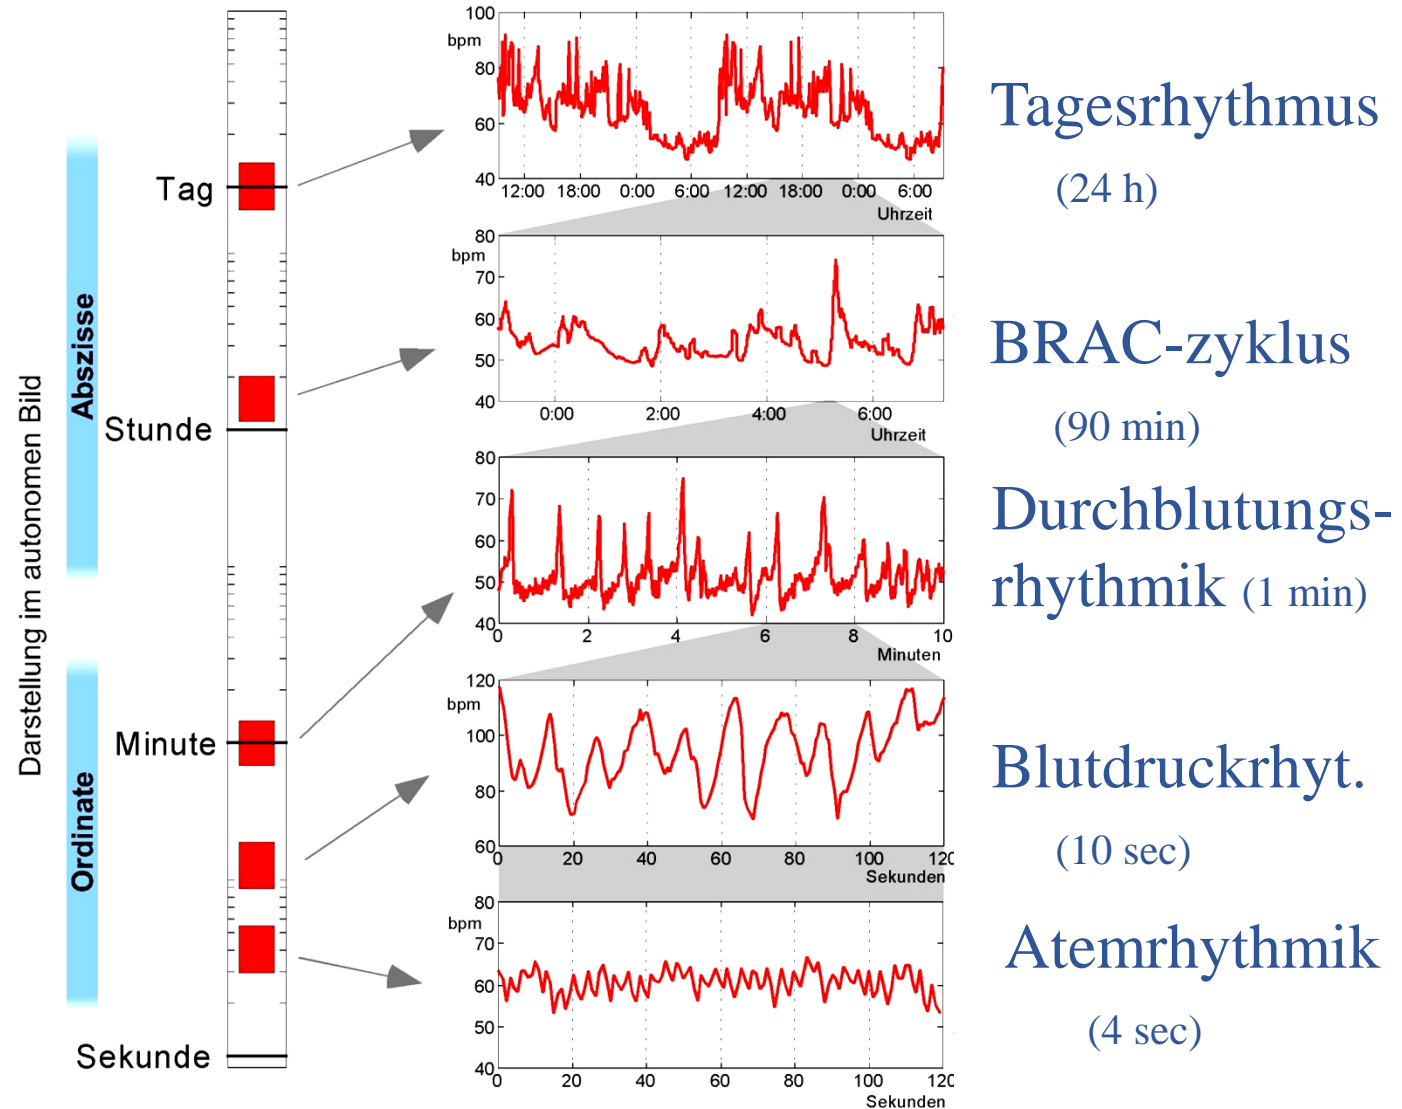 Darstellung im autonomen Bild
Abszisse
Ordinate
Tag
Stunde
Minute
Sekunde
100
bpm
80
60
40
12:00 18:00 0:00 6:00 12:00 18:00 0:00 6:00
Uhrzeit
Tagesrhythmus
(24 h)
80
bpm
70
60
50
40
0:00 2:00 4:00 6:00
Uhrzeit
BRAC-zyklus
(90 min)
80
70
60
50
40
0 2 4 6 8 10
Minuten
Durchblutungs-
rhythmik (1 min)
120
bpm
100
80
60
0 20 40 60 80 100 120
Sekunden
Blutdruckrhyt.
(10 sec)
80
bpm
70
60
50
40
0 20 40 60 80 100 120
Sekunden
Atemrhythmik
(4 sec)